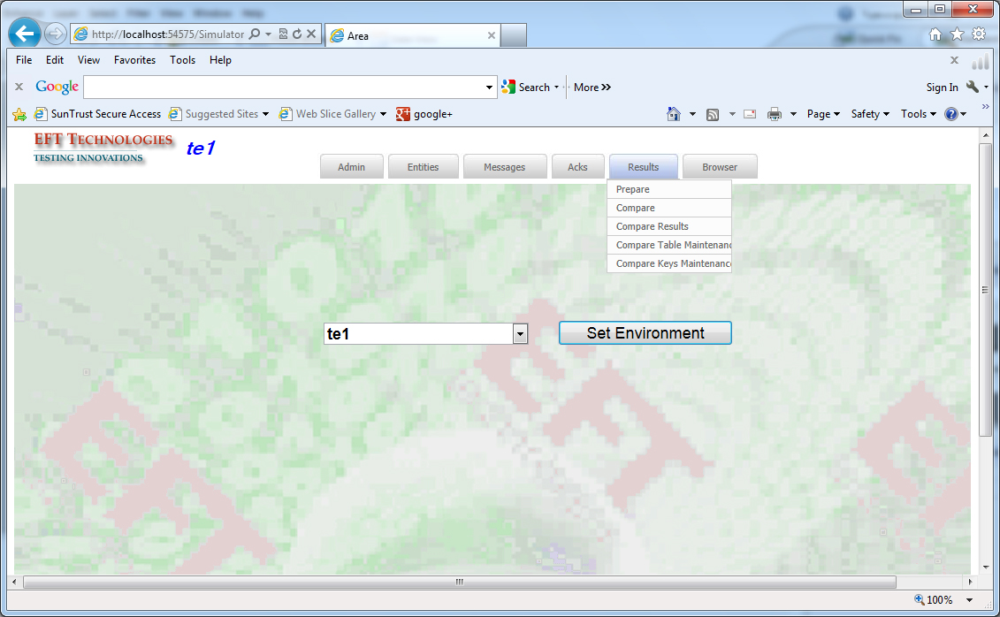 http://localhost:54575/Simulator
Area
File Edit View Favorites Tools Help
Google Search More Sign In
SunTrust Secure Access Suggested Sites Web Slice Gallery google+ Page Safety Tools
EFT TECHNOLOGIES
TESTING INNOVATIONS
te1
Admin Entities Messages Acks Results Browser
Prepare
Compare
Compare Results
Compare Table Maintenanc
Compare Keys Maintenance
te1 Set Environment
EFT
EFT
E
100%